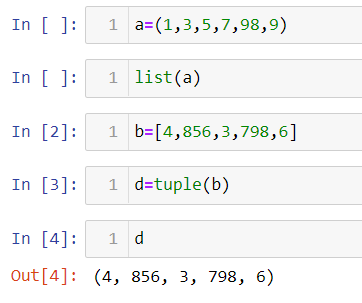 In [ ]: 1 a=(1,3,5,7,98,9)
In [ ]: 1 list(a)
In [2]: 1 b=[4,856,3,798,6]
In [3]: 1 d=tuple(b)
In [4]: 1 d
Out[4]: (4, 856, 3, 798, 6)